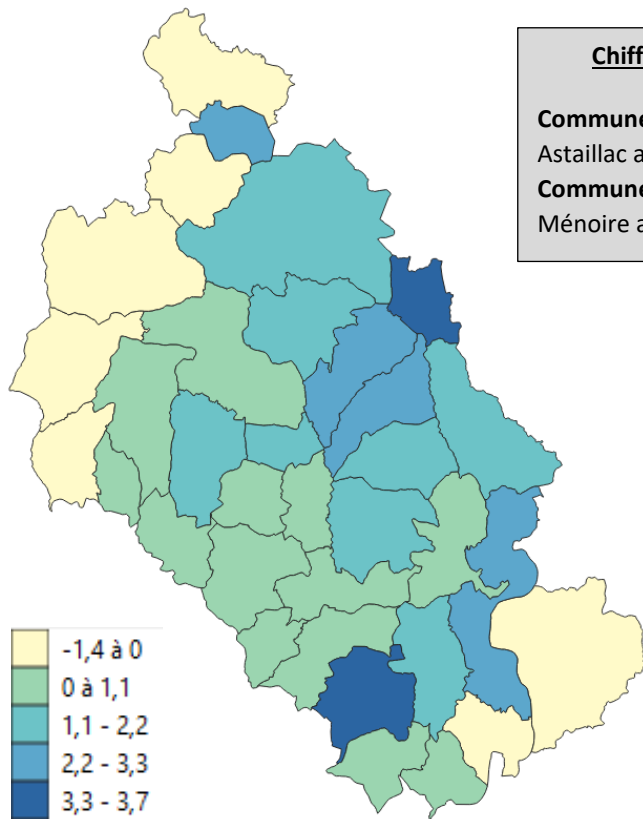 Chiff
Commune
Astaillac a
Commune
Ménoire a
-1,4 à 0
0 à 1,1
1,1 - 2,2
2,2 - 3,3
3,3 - 3,7